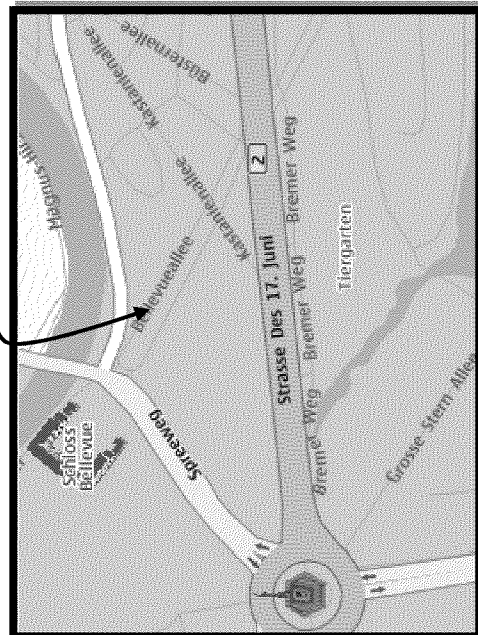 Büsternallee
Kastanienallee
Kastanienallee
Bellevueallee
2
Bremer Weg
Strasse Des 17. Juni
Bremer Weg
Bremer Weg
Tiergarten
Schloss
Bellevue
Spreeweg
Grosse Stern Allee